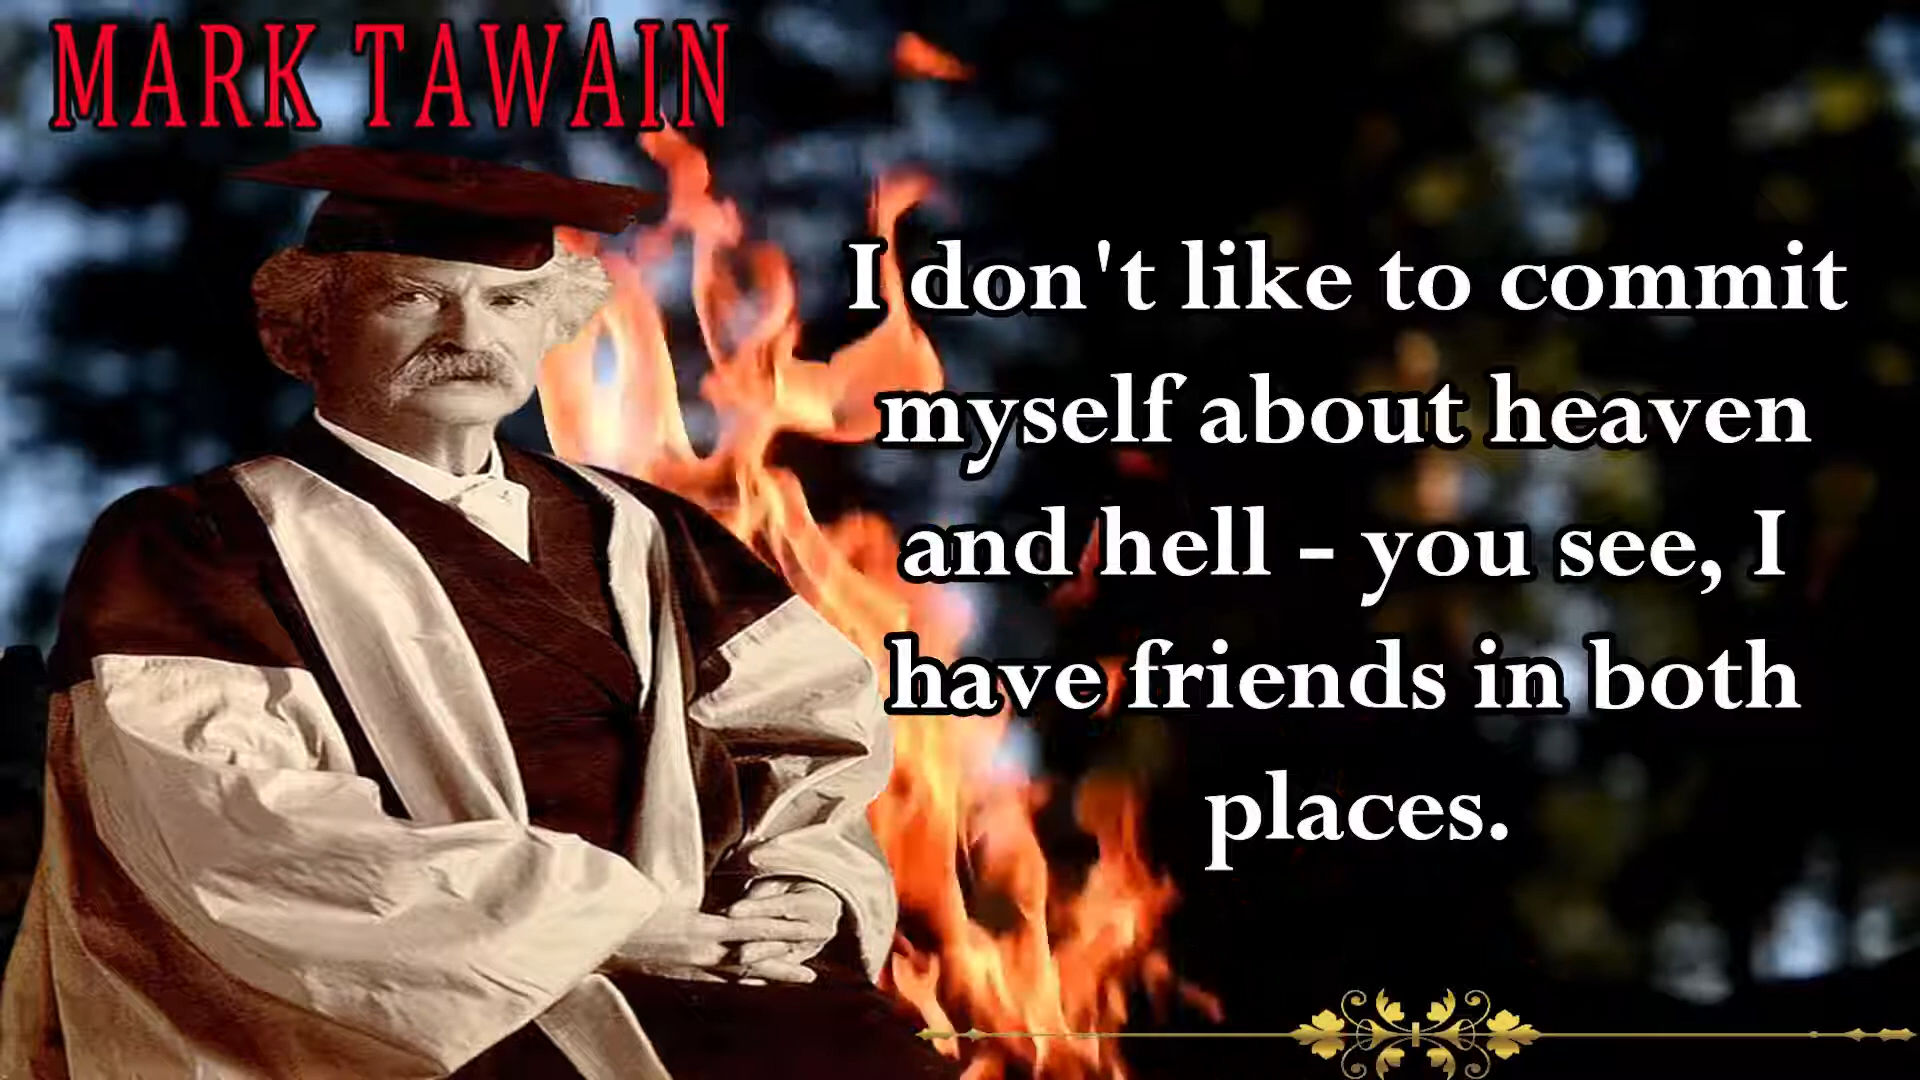 MARK TAWAIN
I don't like to commit
myself about heaven
and hell - you see, I
have friends in both
places.